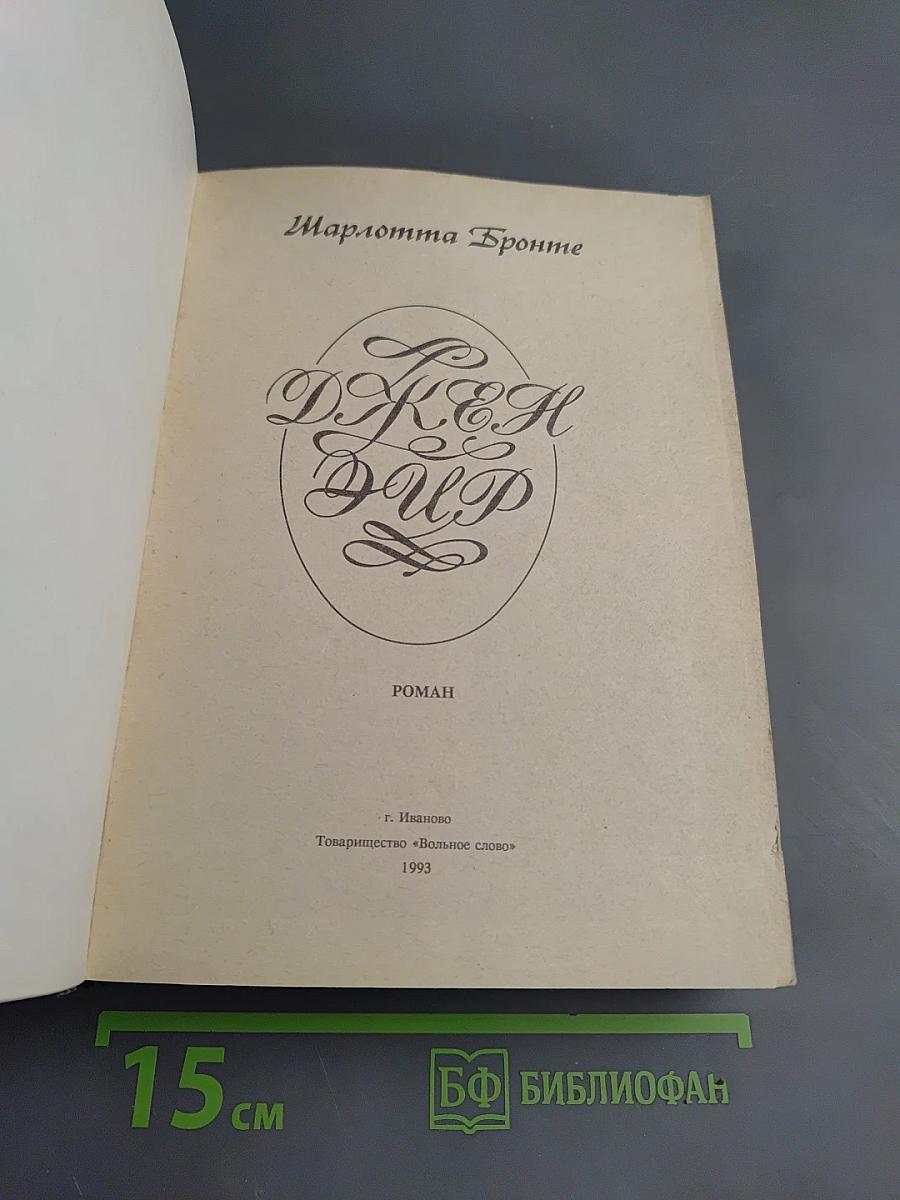 Шарлотта Бронте
ДЖЕН
ЭЙР
РОМАН
г. Иваново
Товарищество «Вольное слово»
1993
15 см
БФ БИБЛИОФАН